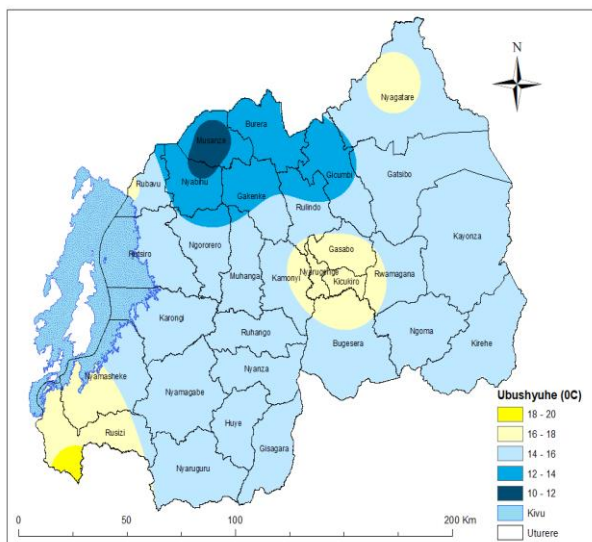 N
Nyagatare
Burera
Musanze
Gicumbi
Nyabihu
Gakenke
Gatsibo
Rubavu
Rulindo
Kayonza
Ngororero
Gasabo
Rutsiro
Muhanga
Kamonyi
Nyarugenge
Rwamagana
Kicukiro
Karongi
Ruhango
Bugesera
Ngoma
Kirehe
Nyanza
Nyamasheke
Nyamagabe
Huye
Rusizi
Gisagara
Nyaruguru
Ubushyuhe (0C)
18 - 20
16 - 18
14 - 16
12 - 14
10 - 12
Kivu
Uturere
0 50 100 200 Km